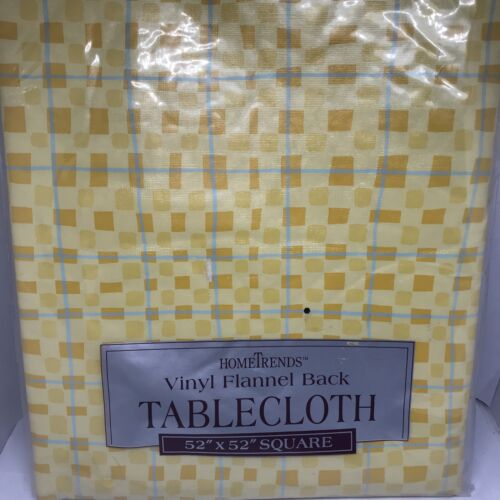 HOMETRENDS™
Vinyl Flannel Back
TABLECLOTH
52" x 52" SQUARE